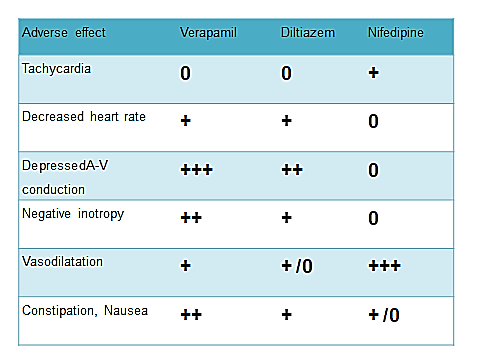 Adverse effect Verapamil Diltiazem Nifedipine
Tachycardia 0 0 +
Decreased heart rate + + 0
DepressedA-V
conduction +++ ++ 0
Negative inotropy ++ + 0
Vasodilatation + +/0 +++
Constipation, Nausea ++ + +/0